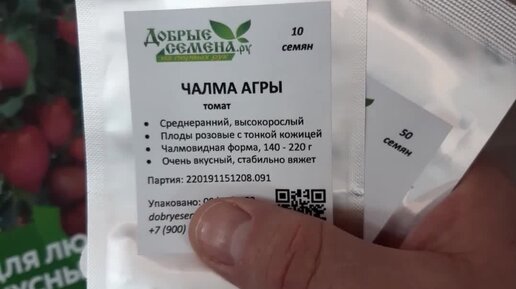 ДОБРЫЕ
СЕМЕНА.РУ
10
семян
ЧАЛМА АГРЫ
томат
• Среднеранний, высокорослый
• Плоды розовые с тонкой кожицей
• Чалмовидная форма, 140 - 220 г
• Очень вкусный, стабильно вяжет
Партия: 220191151208.091
Упаковано:
+7 (900)
50
семян